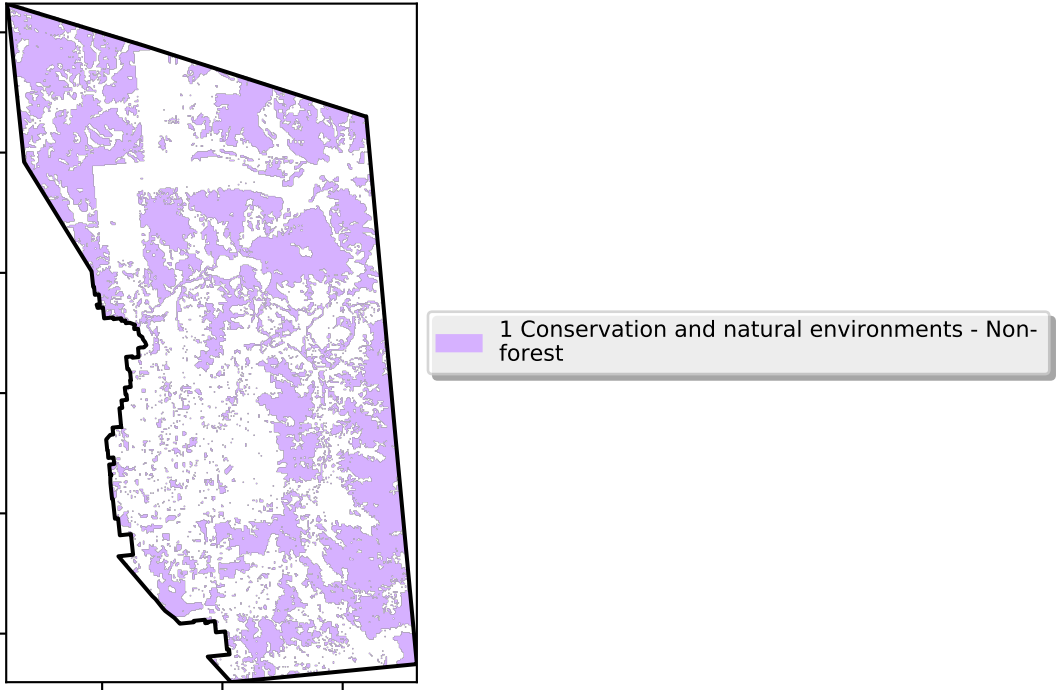 1 Conservation and natural environments - Non-
forest